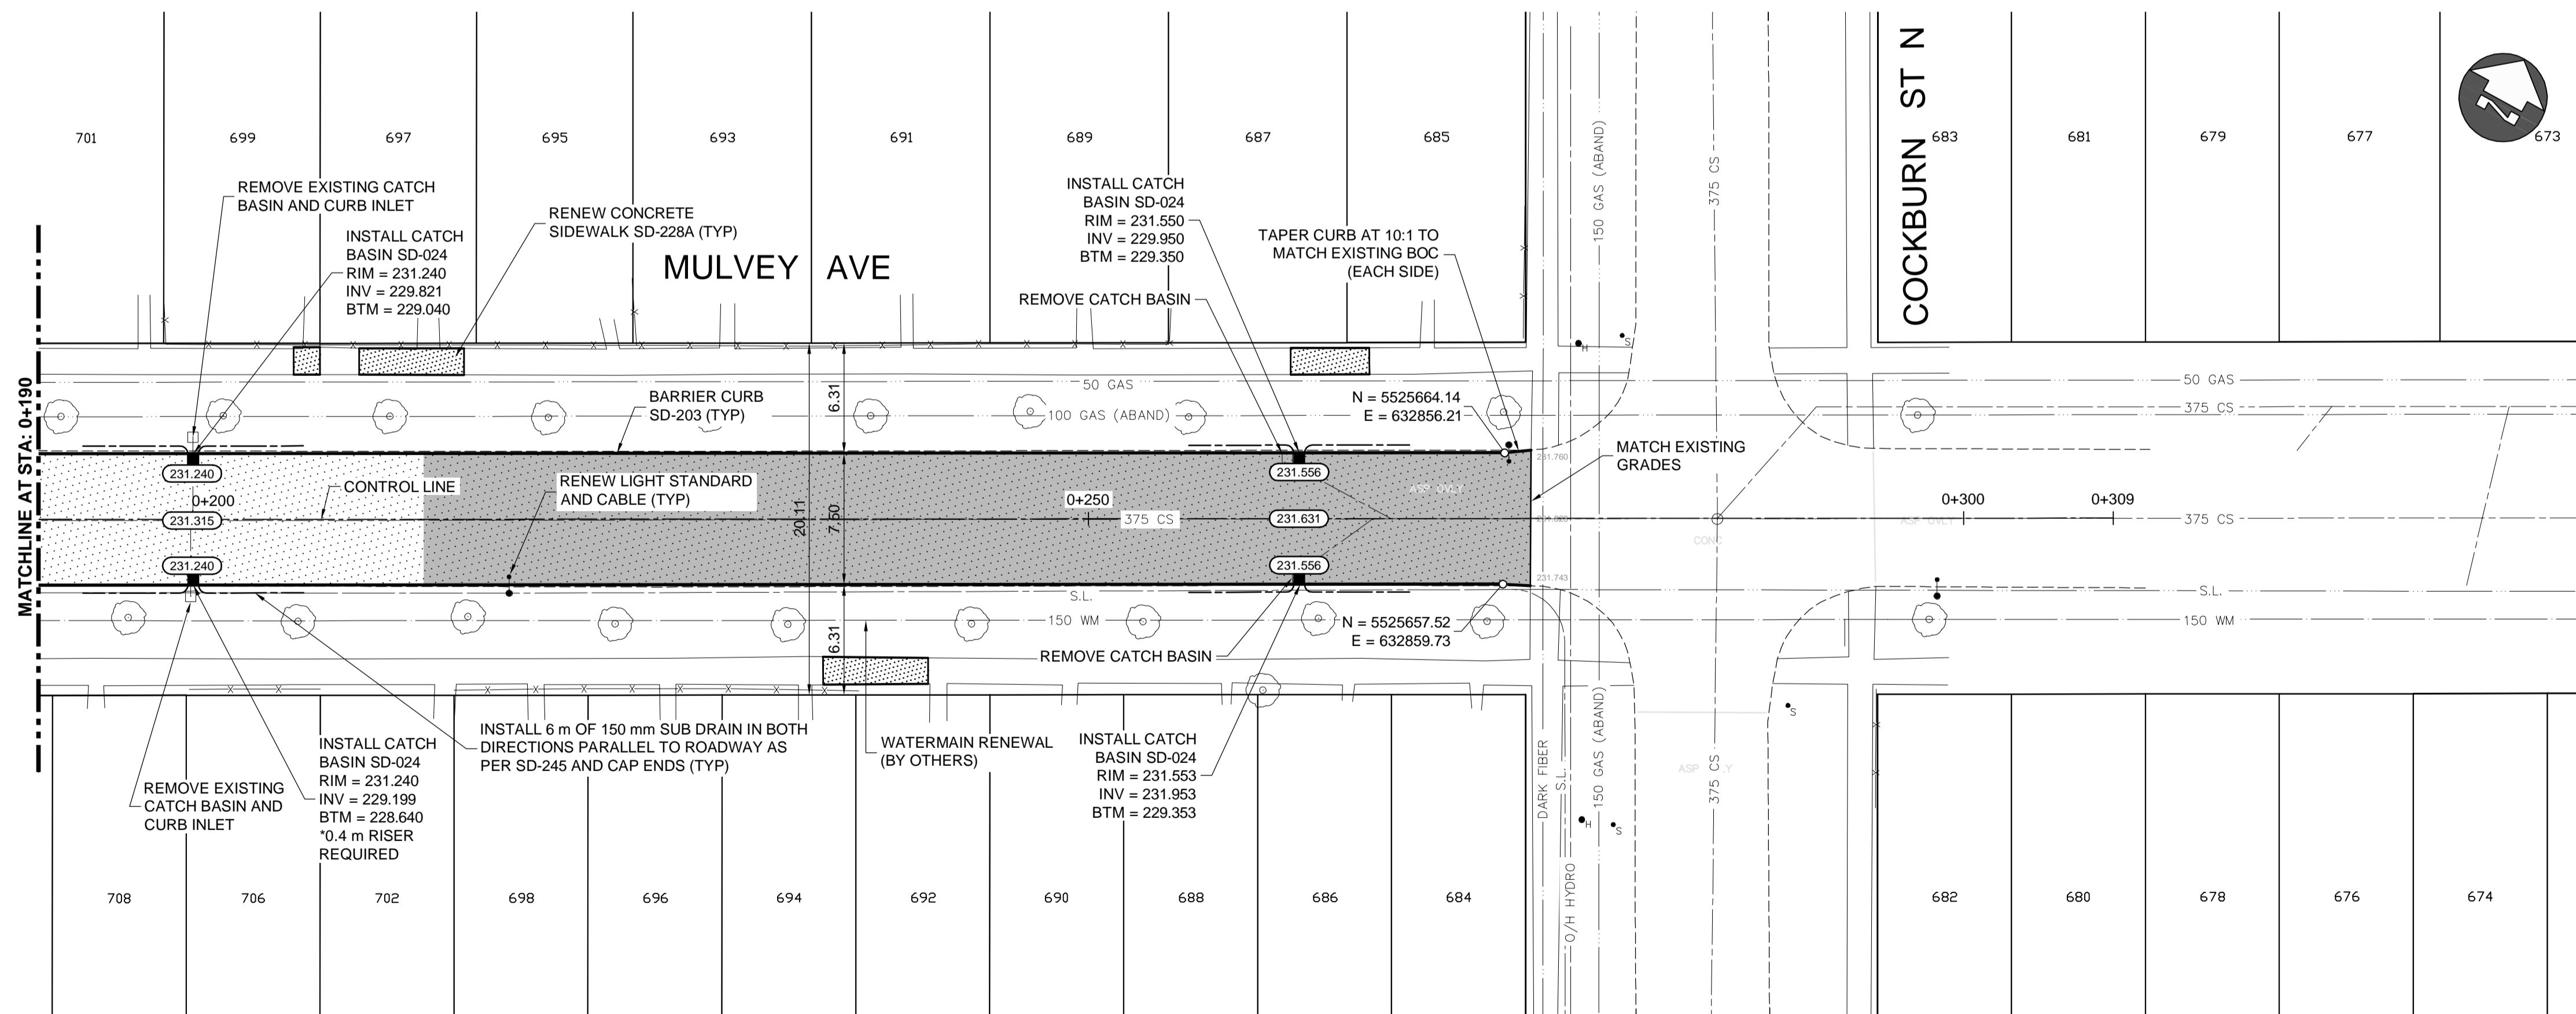 701
699
697
695
693
691
689
687
685
683
681
679
677
673
COCKBURN ST N
MULVEY AVE
MATCHLINE AT STA: 0+190
REMOVE EXISTING CATCH
BASIN AND CURB INLET
INSTALL CATCH
BASIN SD-024
RIM = 231.240
INV = 229.821
BTM = 229.040
RENEW CONCRETE
SIDEWALK SD-228A (TYP)
INSTALL CATCH
BASIN SD-024
RIM = 231.550
INV = 229.950
BTM = 229.350
REMOVE CATCH BASIN
TAPER CURB AT 10:1 TO
MATCH EXISTING BOC
(EACH SIDE)
150 GAS (ABAND)
375 CS
H
S
50 GAS
100 GAS (ABAND)
50 GAS
375 CS
BARRIER CURB
SD-203 (TYP)
6.31
N = 5525664.14
E = 632856.21
MATCH EXISTING
GRADES
231.760
231.240
0+200
231.315
231.240
CONTROL LINE
RENEW LIGHT STANDARD
AND CABLE (TYP)
20.11
7.50
0+250
375 CS
231.556
231.631
231.556
ASP OVLY
ASP OVLY
CONC
0+300
0+309
375 CS
231.743
S.L.
150 WM
S.L.
150 WM
6.31
N = 5525657.52
E = 632859.73
REMOVE CATCH BASIN
REMOVE EXISTING
CATCH BASIN AND
CURB INLET
INSTALL CATCH
BASIN SD-024
RIM = 231.240
INV = 229.199
BTM = 228.640
*0.4 m RISER
REQUIRED
INSTALL 6 m OF 150 mm SUB DRAIN IN BOTH
DIRECTIONS PARALLEL TO ROADWAY AS
PER SD-245 AND CAP ENDS (TYP)
WATERMAIN RENEWAL
(BY OTHERS)
INSTALL CATCH
BASIN SD-024
RIM = 231.553
INV = 231.953
BTM = 229.353
DARK FIBER
S.L.
O/H HYDRO
150 GAS (ABAND)
375 CS
ASP
H
S
S
708
706
702
698
696
694
692
690
688
686
684
682
680
678
676
674